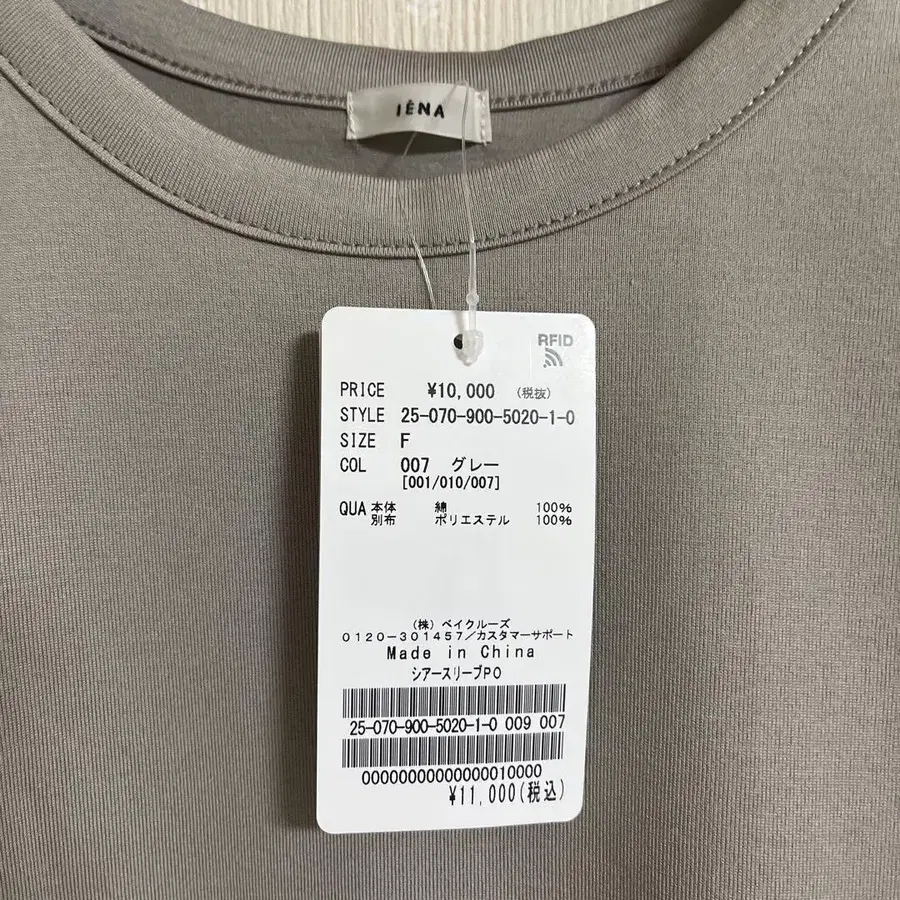 IÉNA
RFID
PRICE ¥10,000 (税抜)
STYLE 25-070-900-5020-1-0
SIZE F
COL 007 グレー
[001/010/007]
QUA 本体 綿 100%
別布 ポリエステル 100%
(株) ベイクルーズ
0120-301457/カスタマーサポート
Made in China
シアースリーブPO
25-070-900-5020-1-0 009 007
00000000000000010000
¥11,000(税込)